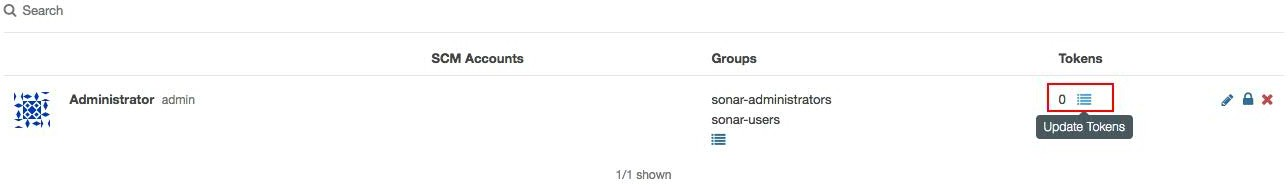 Search
SCM Accounts Groups Tokens
Administrator admin sonar-administrators 0
sonar-users Update Tokens
1/1 shown